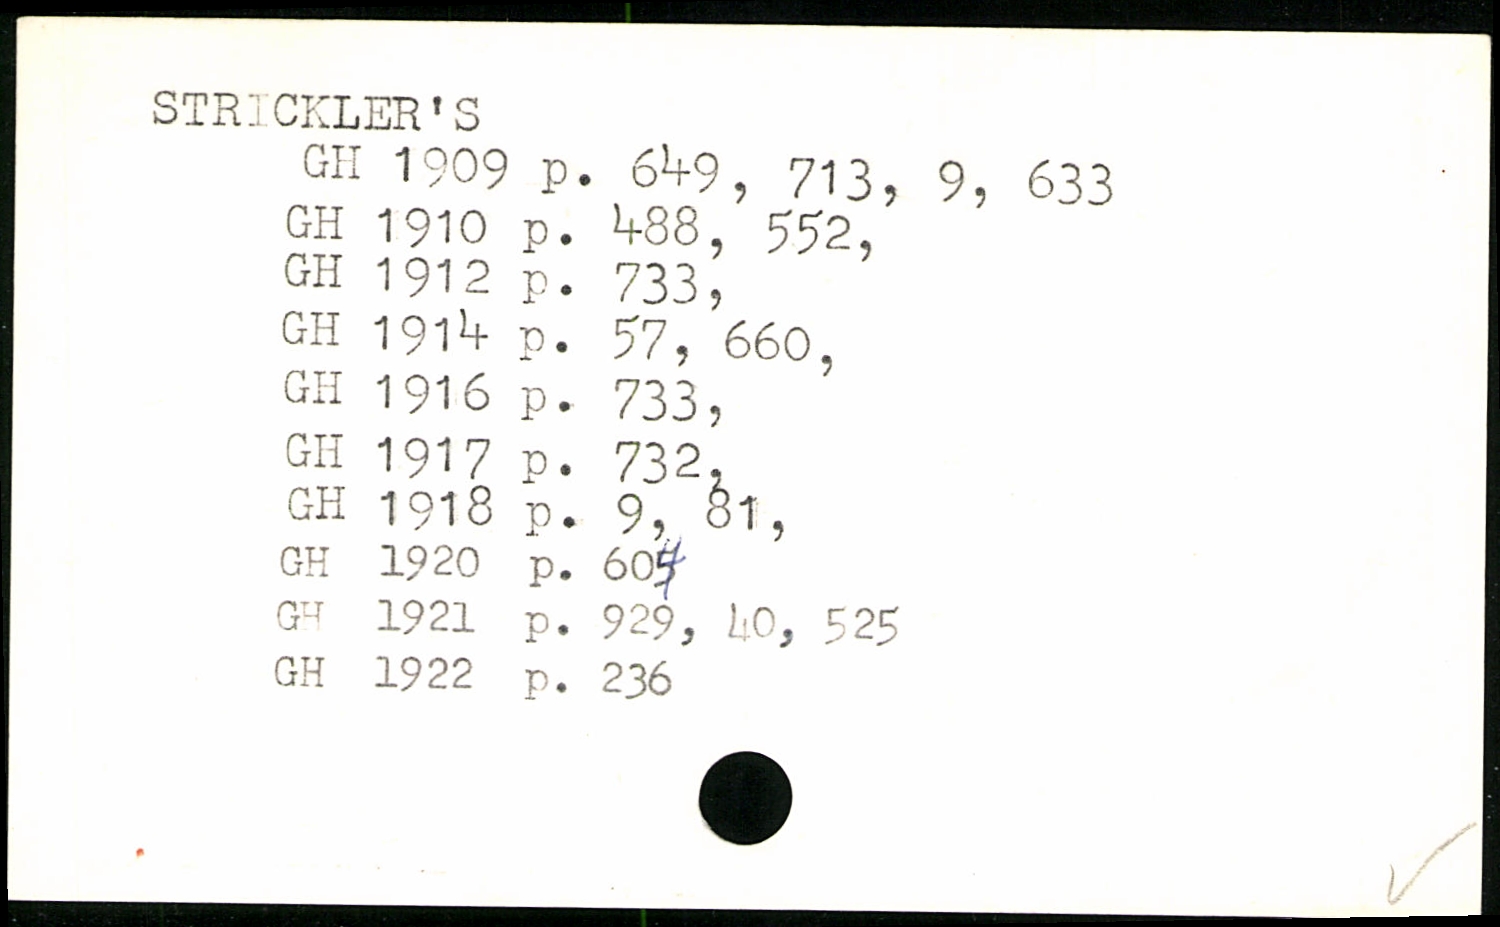 STRICKLER'S
GH 1909 p. 649, 713, 9, 633
GH 1910 p. 488, 552,
GH 1912 p. 733,
GH 1914 p. 57, 660,
GH 1916 p. 733,
GH 1917 p. 732,
GH 1918 p. 9, 81,
GH 1920 p. 604
GH 1921 p. 929, 40, 525
GH 1922 p. 236